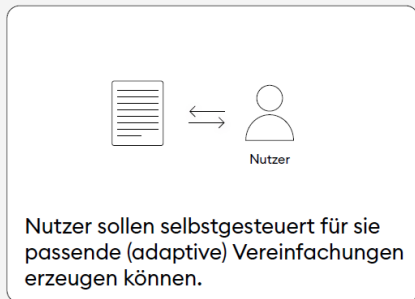 Nutzer
Nutzer sollen selbstgesteuert für sie
passende (adaptive) Vereinfachungen
erzeugen können.